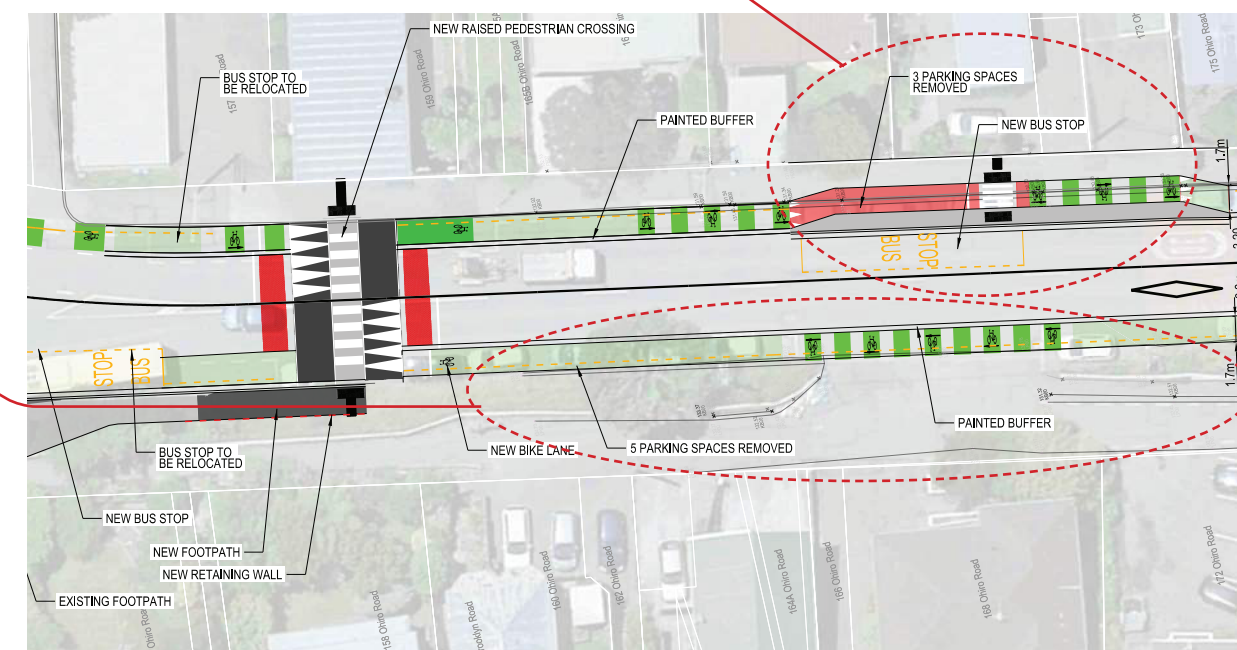 NEW RAISED PEDESTRIAN CROSSING
BUS STOP TO
BE RELOCATED
3 PARKING SPACES
REMOVED
PAINTED BUFFER
NEW BUS STOP
159 Ohiro Road
165B Ohiro Road
175 Ohiro Road
1.7m
STOP
BUS
STOP
BUS
1.7m
PAINTED BUFFER
NEW BIKE LANE
5 PARKING SPACES REMOVED
BUS STOP TO
BE RELOCATED
NEW BUS STOP
NEW FOOTPATH
NEW RETAINING WALL
EXISTING FOOTPATH
Ohiro Road
158 Ohiro Road
160 Ohiro Road
162 Ohiro Road
164A Ohiro Road
166 Ohiro Road
168 Ohiro Road
172 Ohiro Road